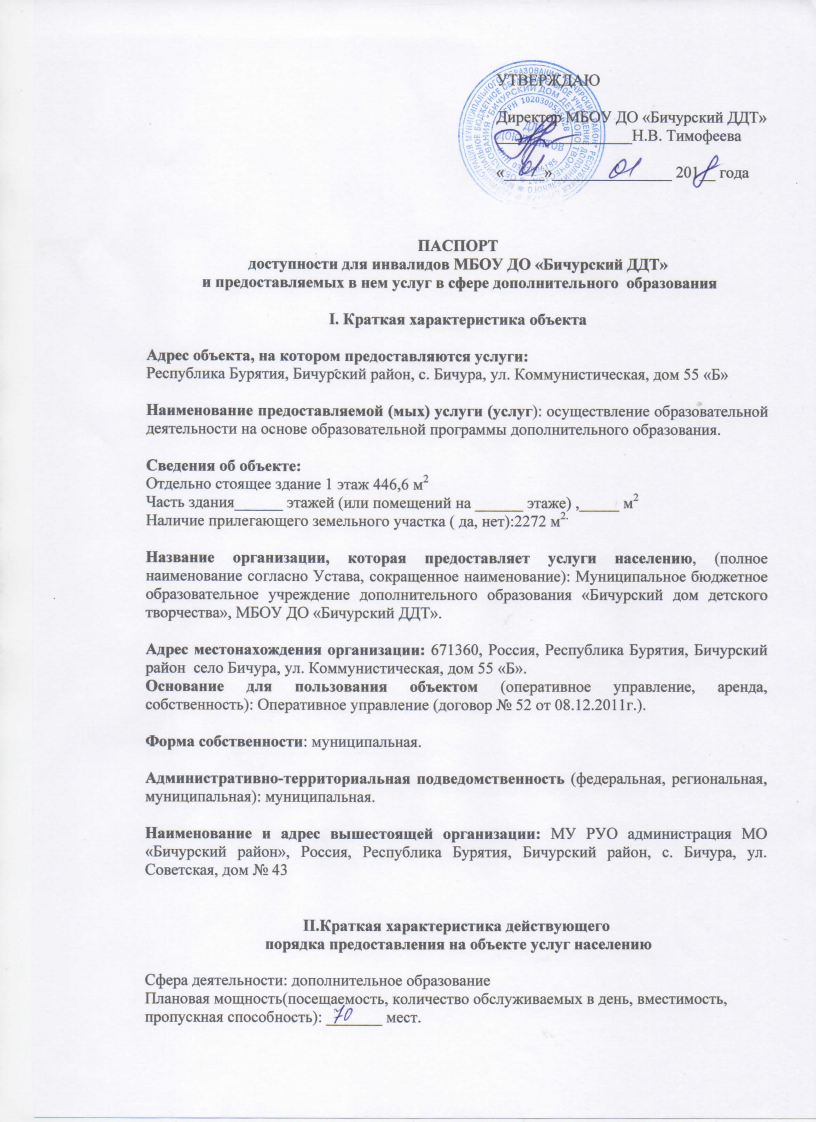 УТВЕРЖДАЮ
Директор МБОУ ДО «Бичурский ДДТ»
_________________Н.В. Тимофеева
«_01_»_______01_______ 2018 года
ПАСПОРТ
доступности для инвалидов МБОУ ДО «Бичурский ДДТ»
и предоставляемых в нем услуг в сфере дополнительного образования
I. Краткая характеристика объекта
Адрес объекта, на котором предоставляются услуги:
Республика Бурятия, Бичурский район, с. Бичура, ул. Коммунистическая, дом 55 «Б»
Наименование предоставляемой (мых) услуги (услуг): осуществление образовательной
деятельности на основе образовательной программы дополнительного образования.
Сведения об объекте:
Отдельно стоящее здание 1 этаж 446,6 м²
Часть здания______ этажей (или помещений на ______ этаже) ,_____ м²
Наличие прилегающего земельного участка ( да, нет):2272 м².
Название организации, которая предоставляет услуги населению, (полное
наименование согласно Устава, сокращенное наименование): Муниципальное бюджетное
образовательное учреждение дополнительного образования «Бичурский дом детского
творчества», МБОУ ДО «Бичурский ДДТ».
Адрес местонахождения организации: 671360, Россия, Республика Бурятия, Бичурский
район село Бичура, ул. Коммунистическая, дом 55 «Б».
Основание для пользования объектом (оперативное управление, аренда,
собственность): Оперативное управление (договор № 52 от 08.12.2011г.).
Форма собственности: муниципальная.
Административно-территориальная подведомственность (федеральная, региональная,
муниципальная): муниципальная.
Наименование и адрес вышестоящей организации: МУ РУО администрация МО
«Бичурский район», Россия, Республика Бурятия, Бичурский район, с. Бичура, ул.
Советская, дом № 43
II.Краткая характеристика действующего
порядка предоставления на объекте услуг населению
Сфера деятельности: дополнительное образование
Плановая мощность(посещаемость, количество обслуживаемых в день, вместимость,
пропускная способность): _70_ мест.